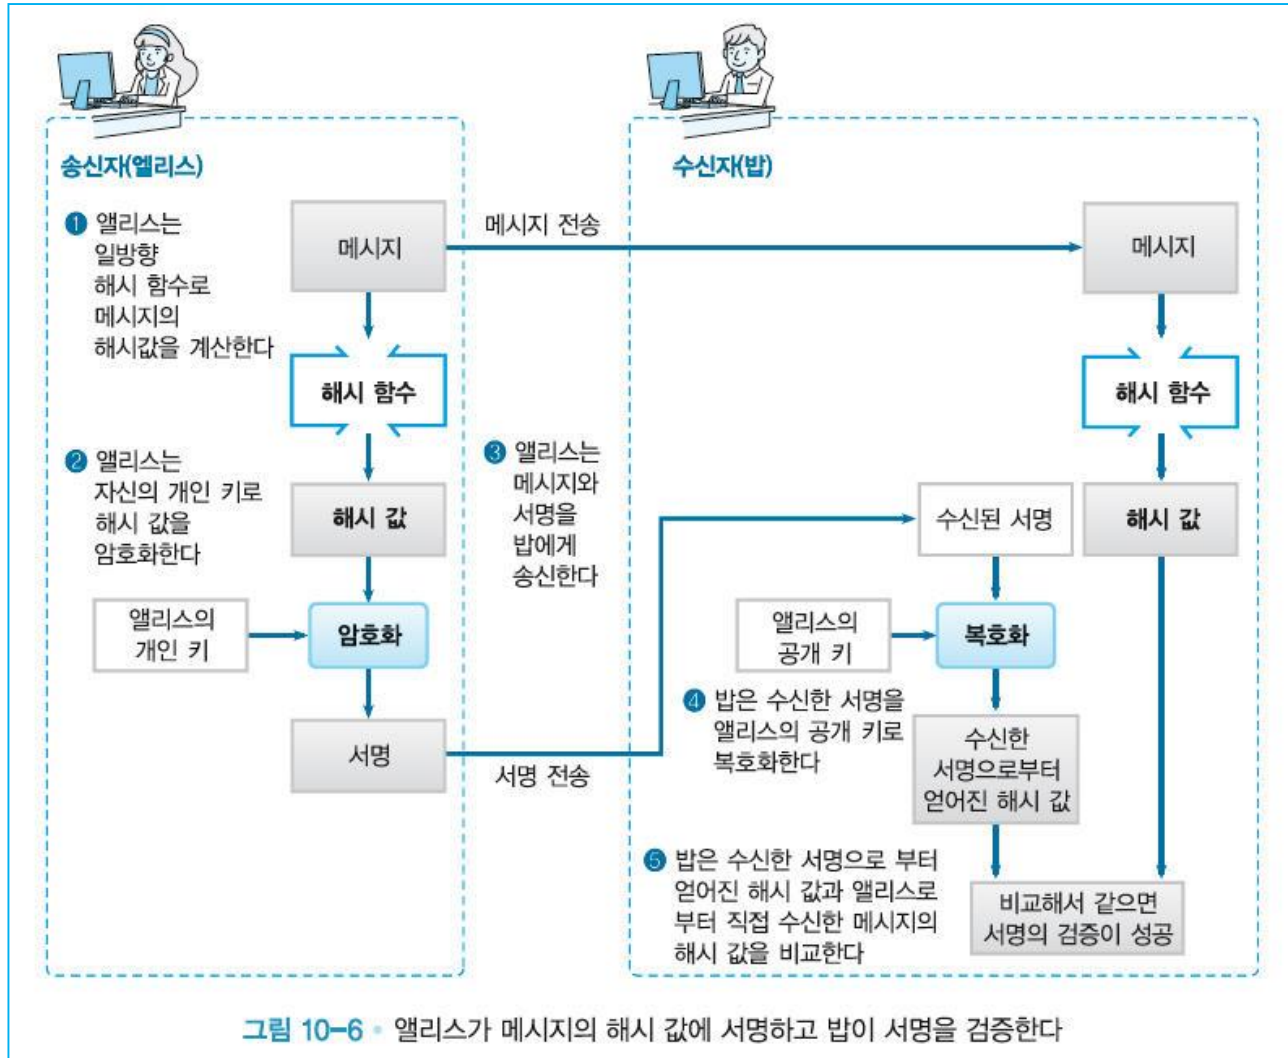 송신자(엘리스)
수신자(밥)
❶ 앨리스는
일방향
해시 함수로
메시지의
해시값을 계산한다
메시지
메시지 전송
메시지
해시 함수
해시 함수
❷ 앨리스는
자신의 개인 키로
해시 값을
암호화한다
해시 값
❸ 앨리스는
메시지와
서명을
밥에게
송신한다
수신된 서명
해시 값
앨리스의
개인 키
암호화
앨리스의
공개 키
복호화
❹ 밥은 수신한 서명을
앨리스의 공개 키로
복호화한다
서명
서명 전송
수신한
서명으로부터
얻어진 해시 값
❺ 밥은 수신한 서명으로 부터
얻어진 해시 값과 앨리스로
부터 직접 수신한 메시지의
해시 값을 비교한다
비교해서 같으면
서명의 검증이 성공
그림 10-6 • 앨리스가 메시지의 해시 값에 서명하고 밥이 서명을 검증한다